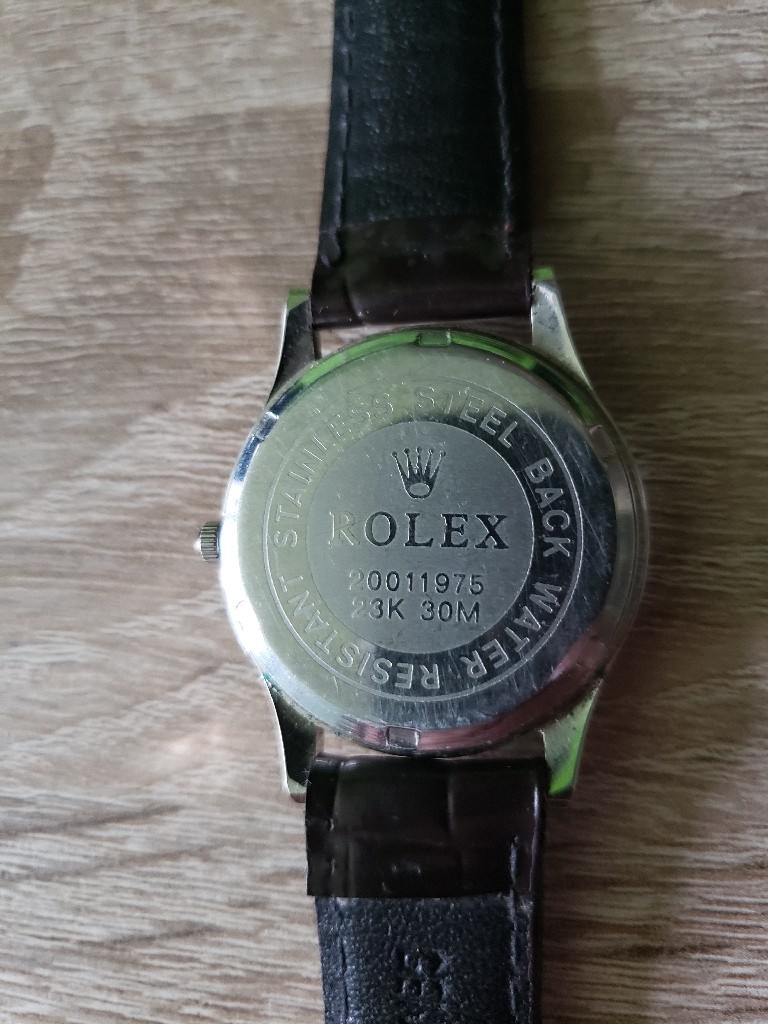 STAINLESS STEEL BACK WATER RESISTANT
ROLEX
20011975
23K 30M